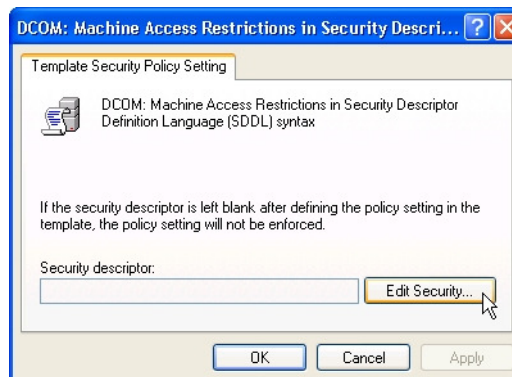 DCOM: Machine Access Restrictions in Security Descri...
Template Security Policy Setting
DCOM: Machine Access Restrictions in Security Descriptor
Definition Language (SDDL) syntax
If the security descriptor is left blank after defining the policy setting in the
template, the policy setting will not be enforced.
Security descriptor:
Edit Security...
OK Cancel Apply